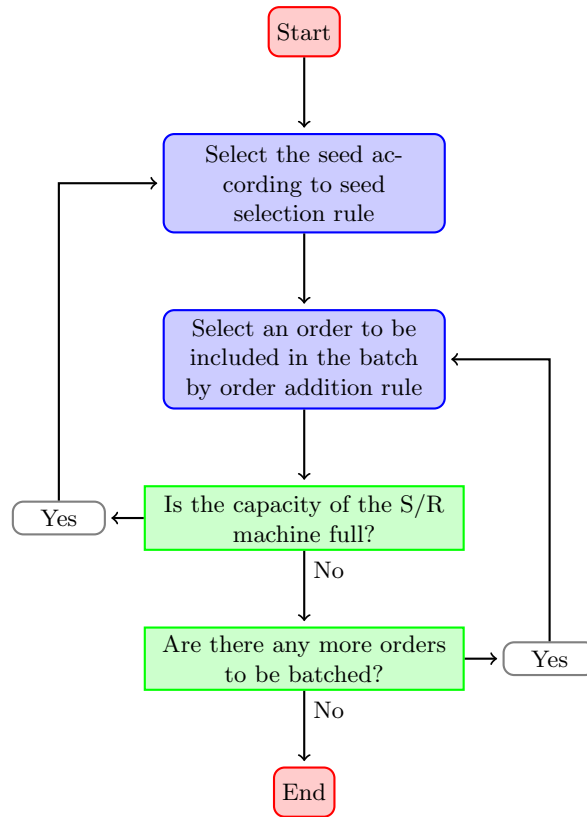 Start
Select the seed ac-
cording to seed
selection rule
Select an order to be
included in the batch
by order addition rule
Is the capacity of the S/R
machine full?
Yes
No
Are there any more orders
to be batched?
Yes
No
End